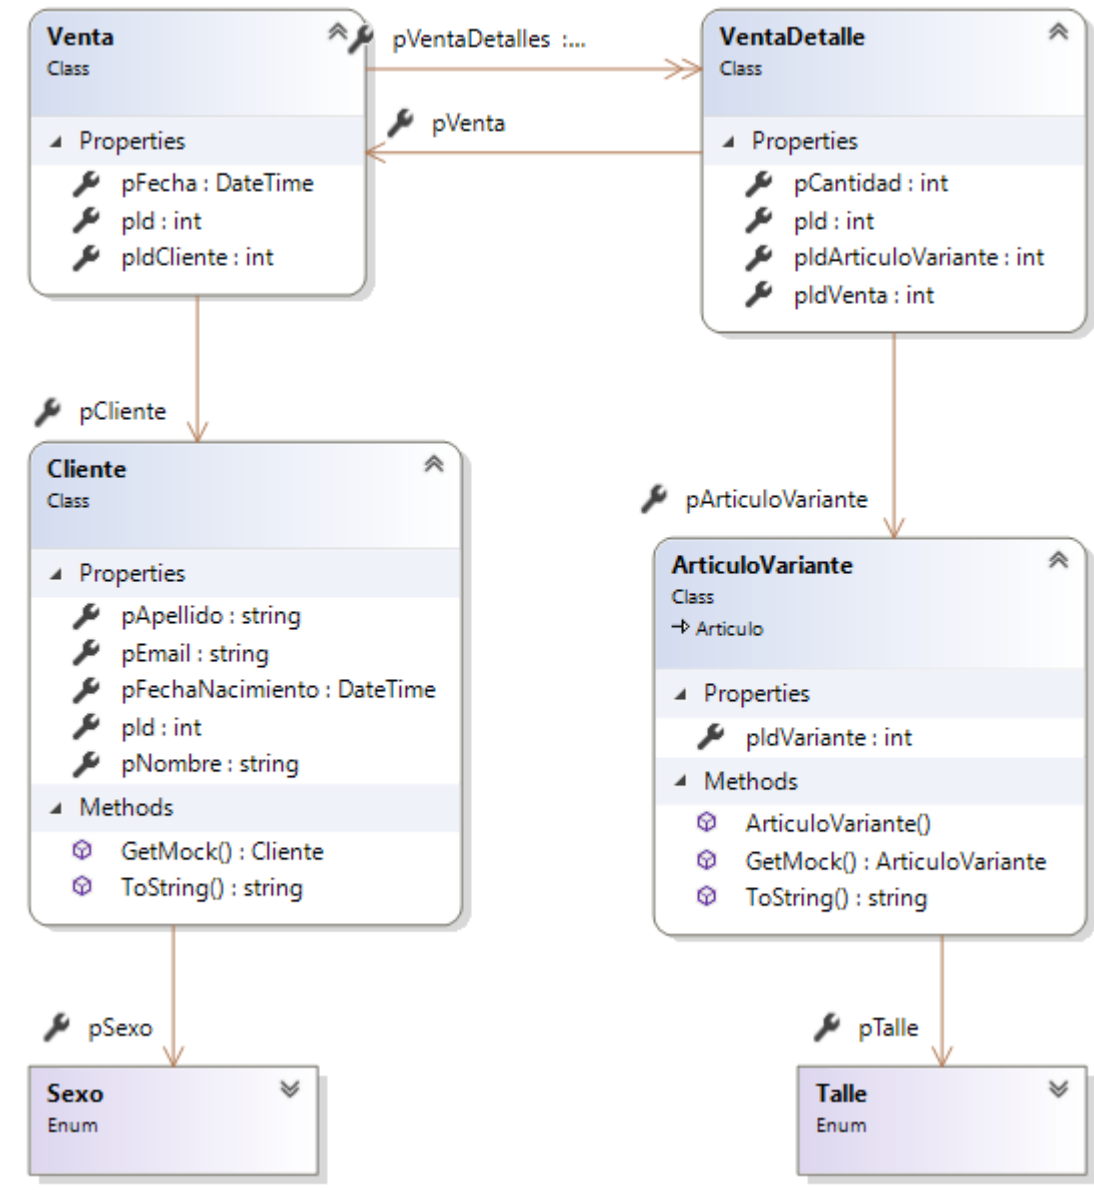 Venta
Class
Properties
pFecha : DateTime
pId : int
pIdCliente : int
pVentaDetalles :...
pVenta
VentaDetalle
Class
Properties
pCantidad : int
pId : int
pIdArticuloVariante : int
pIdVenta : int
pCliente
Cliente
Class
Properties
pApellido : string
pEmail : string
pFechaNacimiento : DateTime
pId : int
pNombre : string
Methods
GetMock() : Cliente
ToString() : string
pArticuloVariante
ArticuloVariante
Class
Articulo
Properties
pIdVariante : int
Methods
ArticuloVariante()
GetMock() : ArticuloVariante
ToString() : string
pSexo
Sexo
Enum
pTalle
Talle
Enum